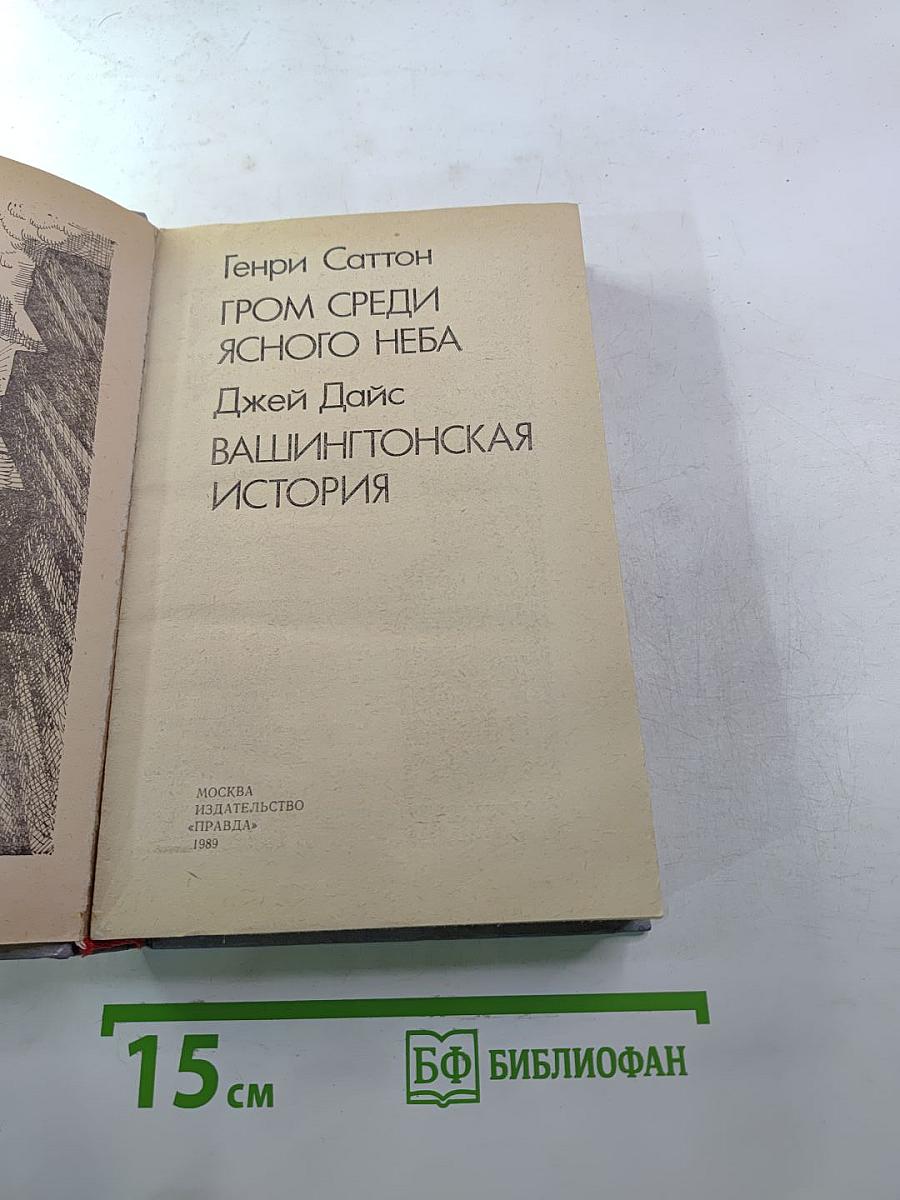 Генри Саттон
ГРОМ СРЕДИ
ЯСНОГО НЕБА
Джей Дайс
ВАШИНГТОНСКАЯ
ИСТОРИЯ
МОСКВА
ИЗДАТЕЛЬСТВО
«ПРАВДА»
1989
15 см
БФ БИБЛИОФАН